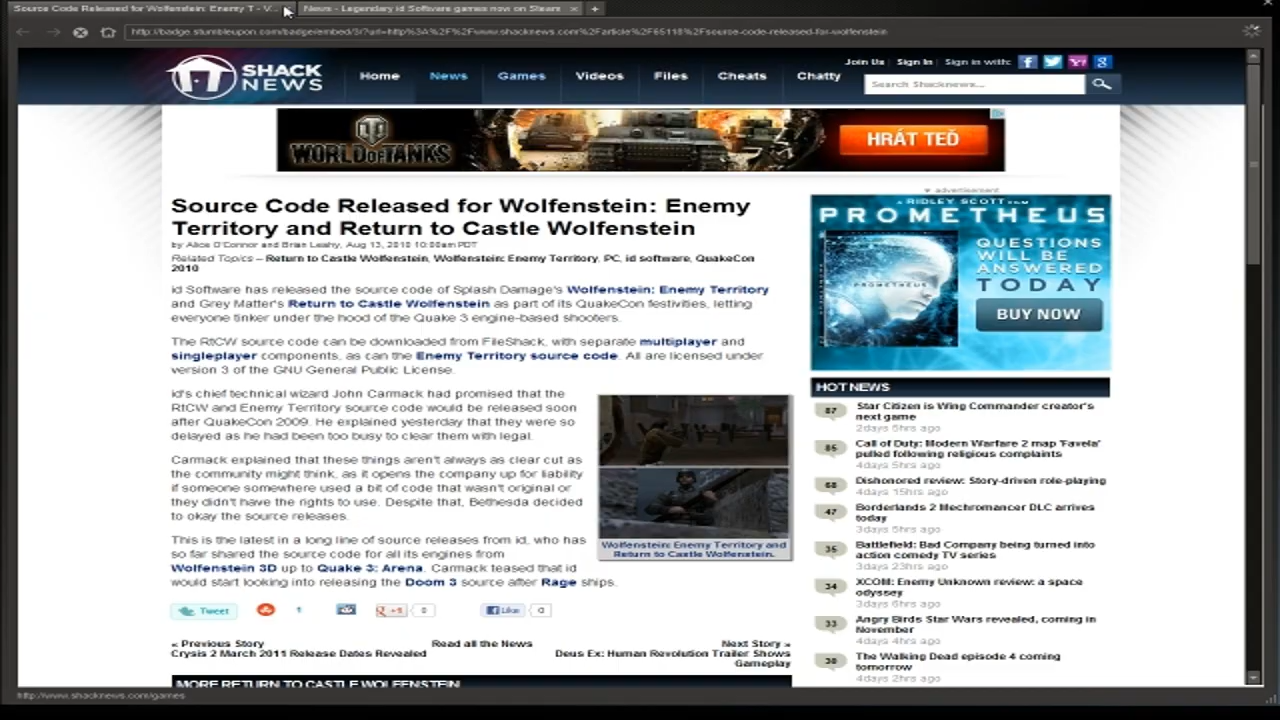 Source Code Released for Wolfenstein: Enemy T - V...
News - Legendary id Software games now on Steam
http://badge.stumbleupon.com/badge/embed/3/?url=http%3A%2F%2Fwww.shacknews.com%2Farticle%2F65118%2Fsource-code-released-for-wolfenstein
SHACK NEWS
Home News Games Videos Files Cheats Chatty
Join Us Sign In Sign in with:
Search Shacknews...
WORLD OF TANKS
HRÁT TEĎ
Source Code Released for Wolfenstein: Enemy
Territory and Return to Castle Wolfenstein
by Alice O'Connor and Brian Leahy, Aug 13, 2010 10:00am PDT
Related Topics – Return to Castle Wolfenstein, Wolfenstein: Enemy Territory, PC, id software, QuakeCon
2010
id Software has released the source code of Splash Damage's Wolfenstein: Enemy Territory
and Grey Matter's Return to Castle Wolfenstein as part of its QuakeCon festivities, letting
everyone tinker under the hood of the Quake 3 engine-based shooters.
The RtCW source code can be downloaded from FileShack, with separate multiplayer and
singleplayer components, as can the Enemy Territory source code. All are licensed under
version 3 of the GNU General Public License.
id's chief technical wizard John Carmack had promised that the
RtCW and Enemy Territory source code would be released soon
after QuakeCon 2009. He explained yesterday that they were so
delayed as he had been too busy to clear them with legal.
Carmack explained that these things aren't always as clear cut as
the community might think, as it opens the company up for liability
if someone somewhere used a bit of code that wasn't original or
they didn't have the rights to use. Despite that, Bethesda decided
to okay the source releases.
Wolfenstein: Enemy Territory and
Return to Castle Wolfenstein.
This is the latest in a long line of source releases from id, who has
so far shared the source code for all its engines from
Wolfenstein 3D up to Quake 3: Arena. Carmack teased that id
would start looking into releasing the Doom 3 source after Rage ships.
Tweet 1 +1 0 Like 0
« Previous Story Read all the News Next Story »
Crysis 2 March 2011 Release Dates Revealed
Deus Ex: Human Revolution Trailer Shows
Gameplay
MORE RETURN TO CASTLE WOLFENSTEIN
advertisement
A RIDLEY SCOTT FILM
PROMETHEUS
QUESTIONS
WILL BE
ANSWERED
TODAY
PROMETHEUS
BUY NOW
HOT NEWS
87 Star Citizen is Wing Commander creator's
next game
2days 5hrs ago
85 Call of Duty: Modern Warfare 2 map 'Favela'
pulled following religious complaints
4days 5hrs ago
68 Dishonored review: Story-driven role-playing
4days 15hrs ago
47 Borderlands 2 Mechromancer DLC arrives
today
3days 6hrs ago
35 Battlefield: Bad Company being turned into
action comedy TV series
3days 23hrs ago
34 XCOM: Enemy Unknown review: a space
odyssey
3days 6hrs ago
33 Angry Birds Star Wars revealed, coming in
November
4days 4hrs ago
30 The Walking Dead episode 4 coming
tomorrow
4days 2hrs ago
http://www.shacknews.com/games